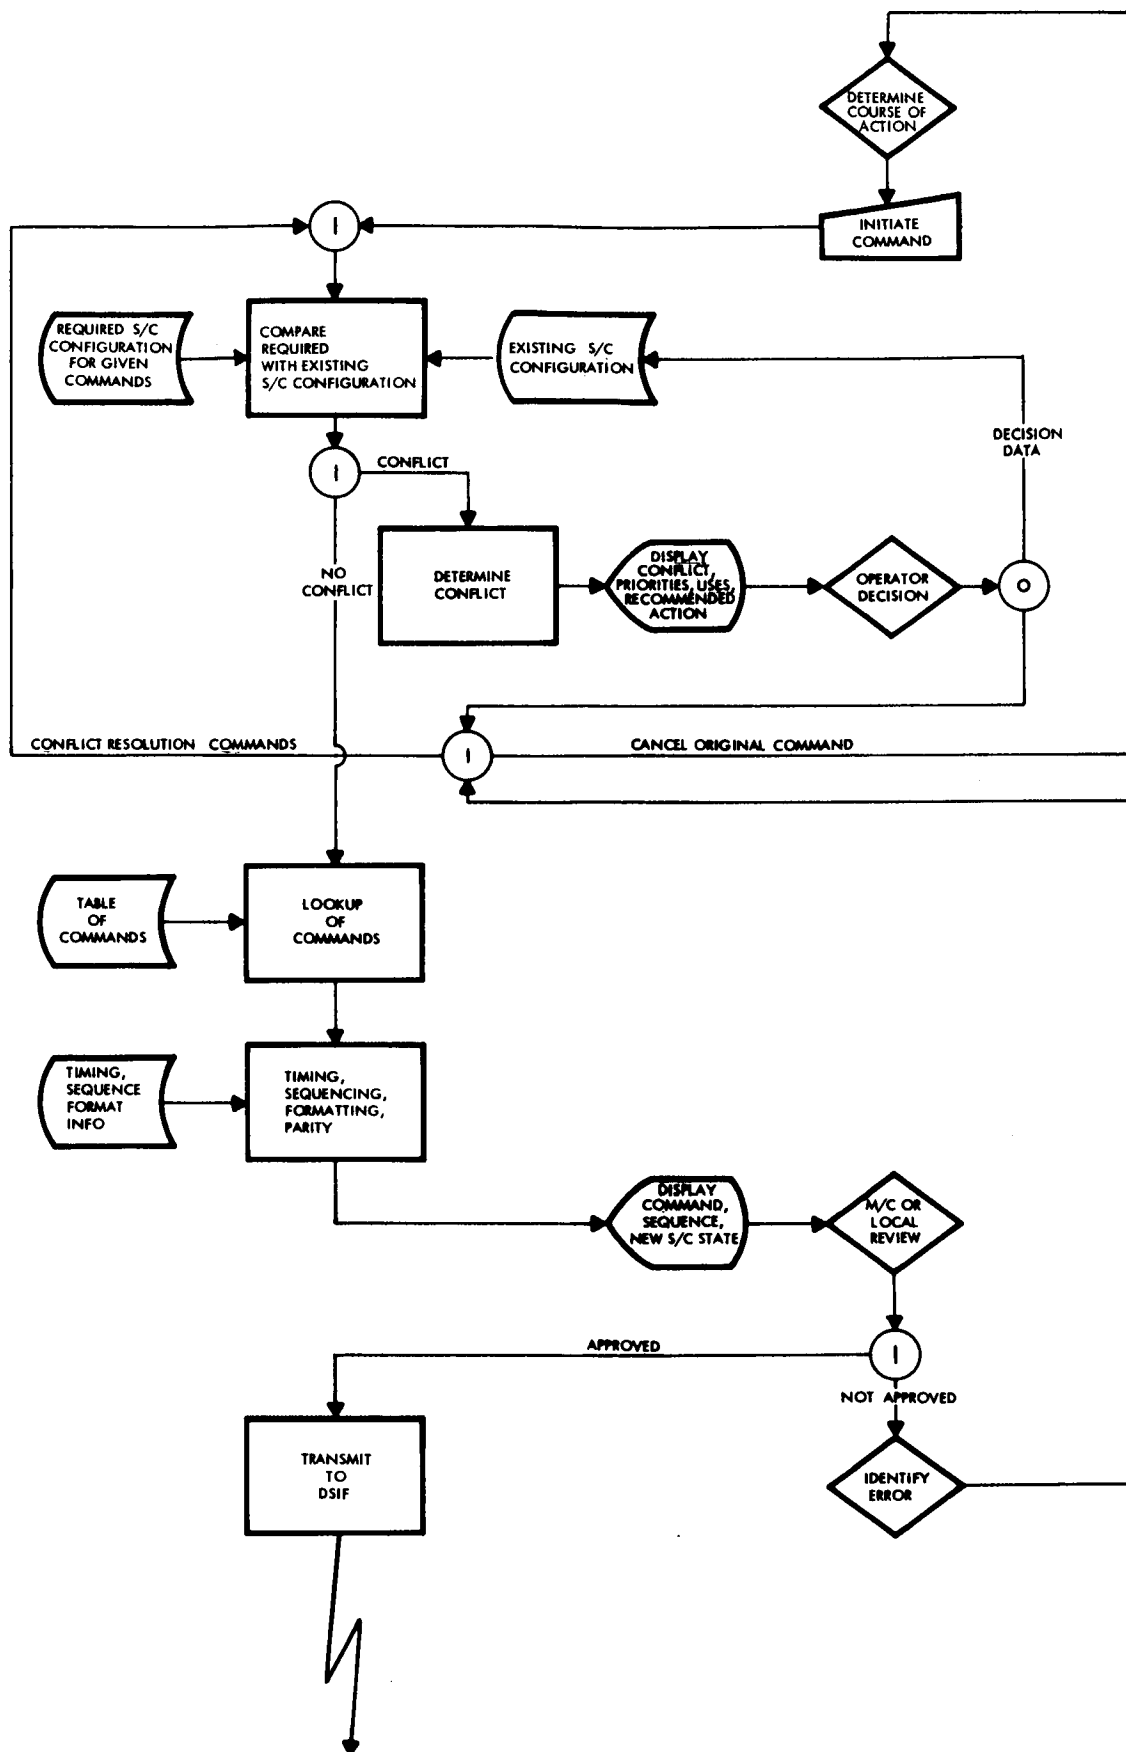 DETERMINE
COURSE OF
ACTION
INITIATE
COMMAND
I
REQUIRED S/C
CONFIGURATION
FOR GIVEN
COMMANDS
COMPARE
REQUIRED
WITH EXISTING
S/C CONFIGURATION
EXISTING S/C
CONFIGURATION
DECISION
DATA
I
CONFLICT
NO
CONFLICT
DETERMINE
CONFLICT
DISPLAY
CONFLICT,
PRIORITIES, USES,
RECOMMENDED
ACTION
OPERATOR
DECISION
O
CONFLICT RESOLUTION COMMANDS
I
CANCEL ORIGINAL COMMAND
TABLE
OF
COMMANDS
LOOKUP
OF
COMMANDS
TIMING,
SEQUENCE
FORMAT
INFO
TIMING,
SEQUENCING,
FORMATTING,
PARITY
DISPLAY
COMMAND,
SEQUENCE,
NEW S/C STATE
M/C OR
LOCAL
REVIEW
APPROVED
I
NOT APPROVED
TRANSMIT
TO
DSIF
IDENTIFY
ERROR